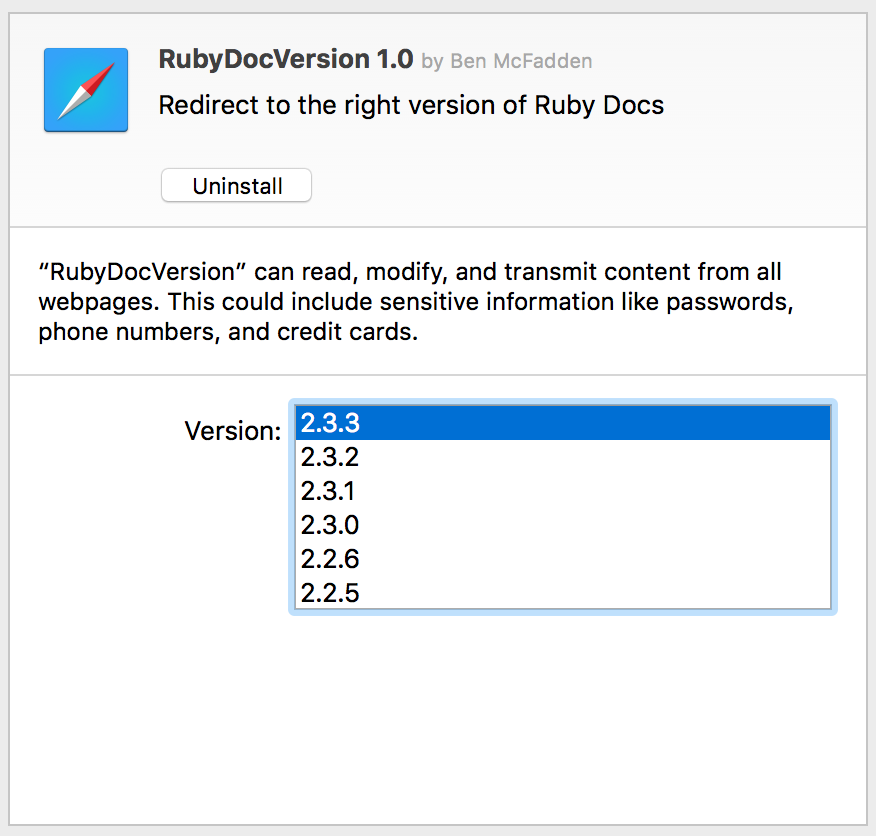 RubyDocVersion 1.0 by Ben McFadden
Redirect to the right version of Ruby Docs
Uninstall
“RubyDocVersion” can read, modify, and transmit content from all
webpages. This could include sensitive information like passwords,
phone numbers, and credit cards.
Version:
2.3.3
2.3.2
2.3.1
2.3.0
2.2.6
2.2.5